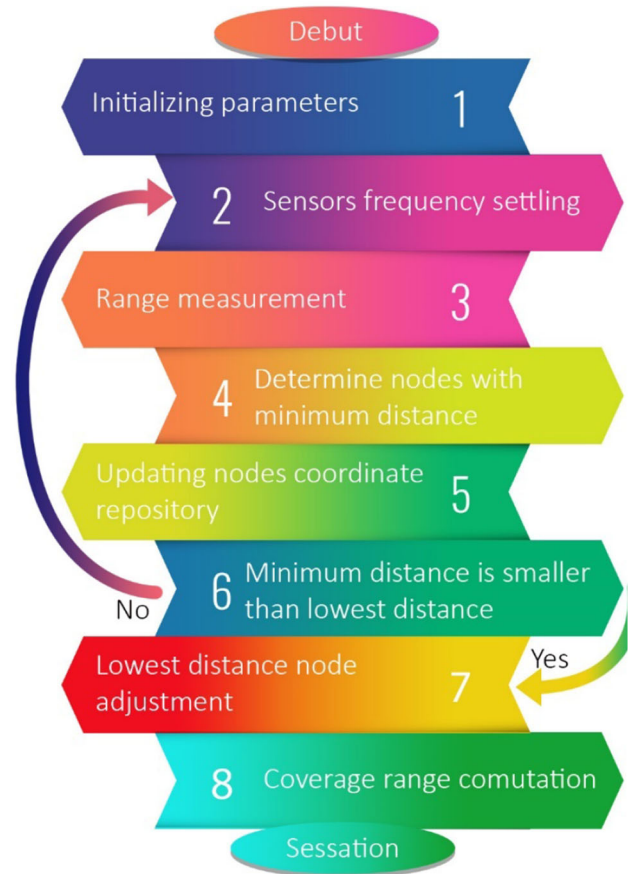 Debut
Initializing parameters 1
2 Sensors frequency settling
Range measurement 3
4 Determine nodes with
minimum distance
Updating nodes coordinate
repository 5
6 Minimum distance is smaller
than lowest distance
No
Yes
Lowest distance node
adjustment 7
8 Coverage range comutation
Sessation